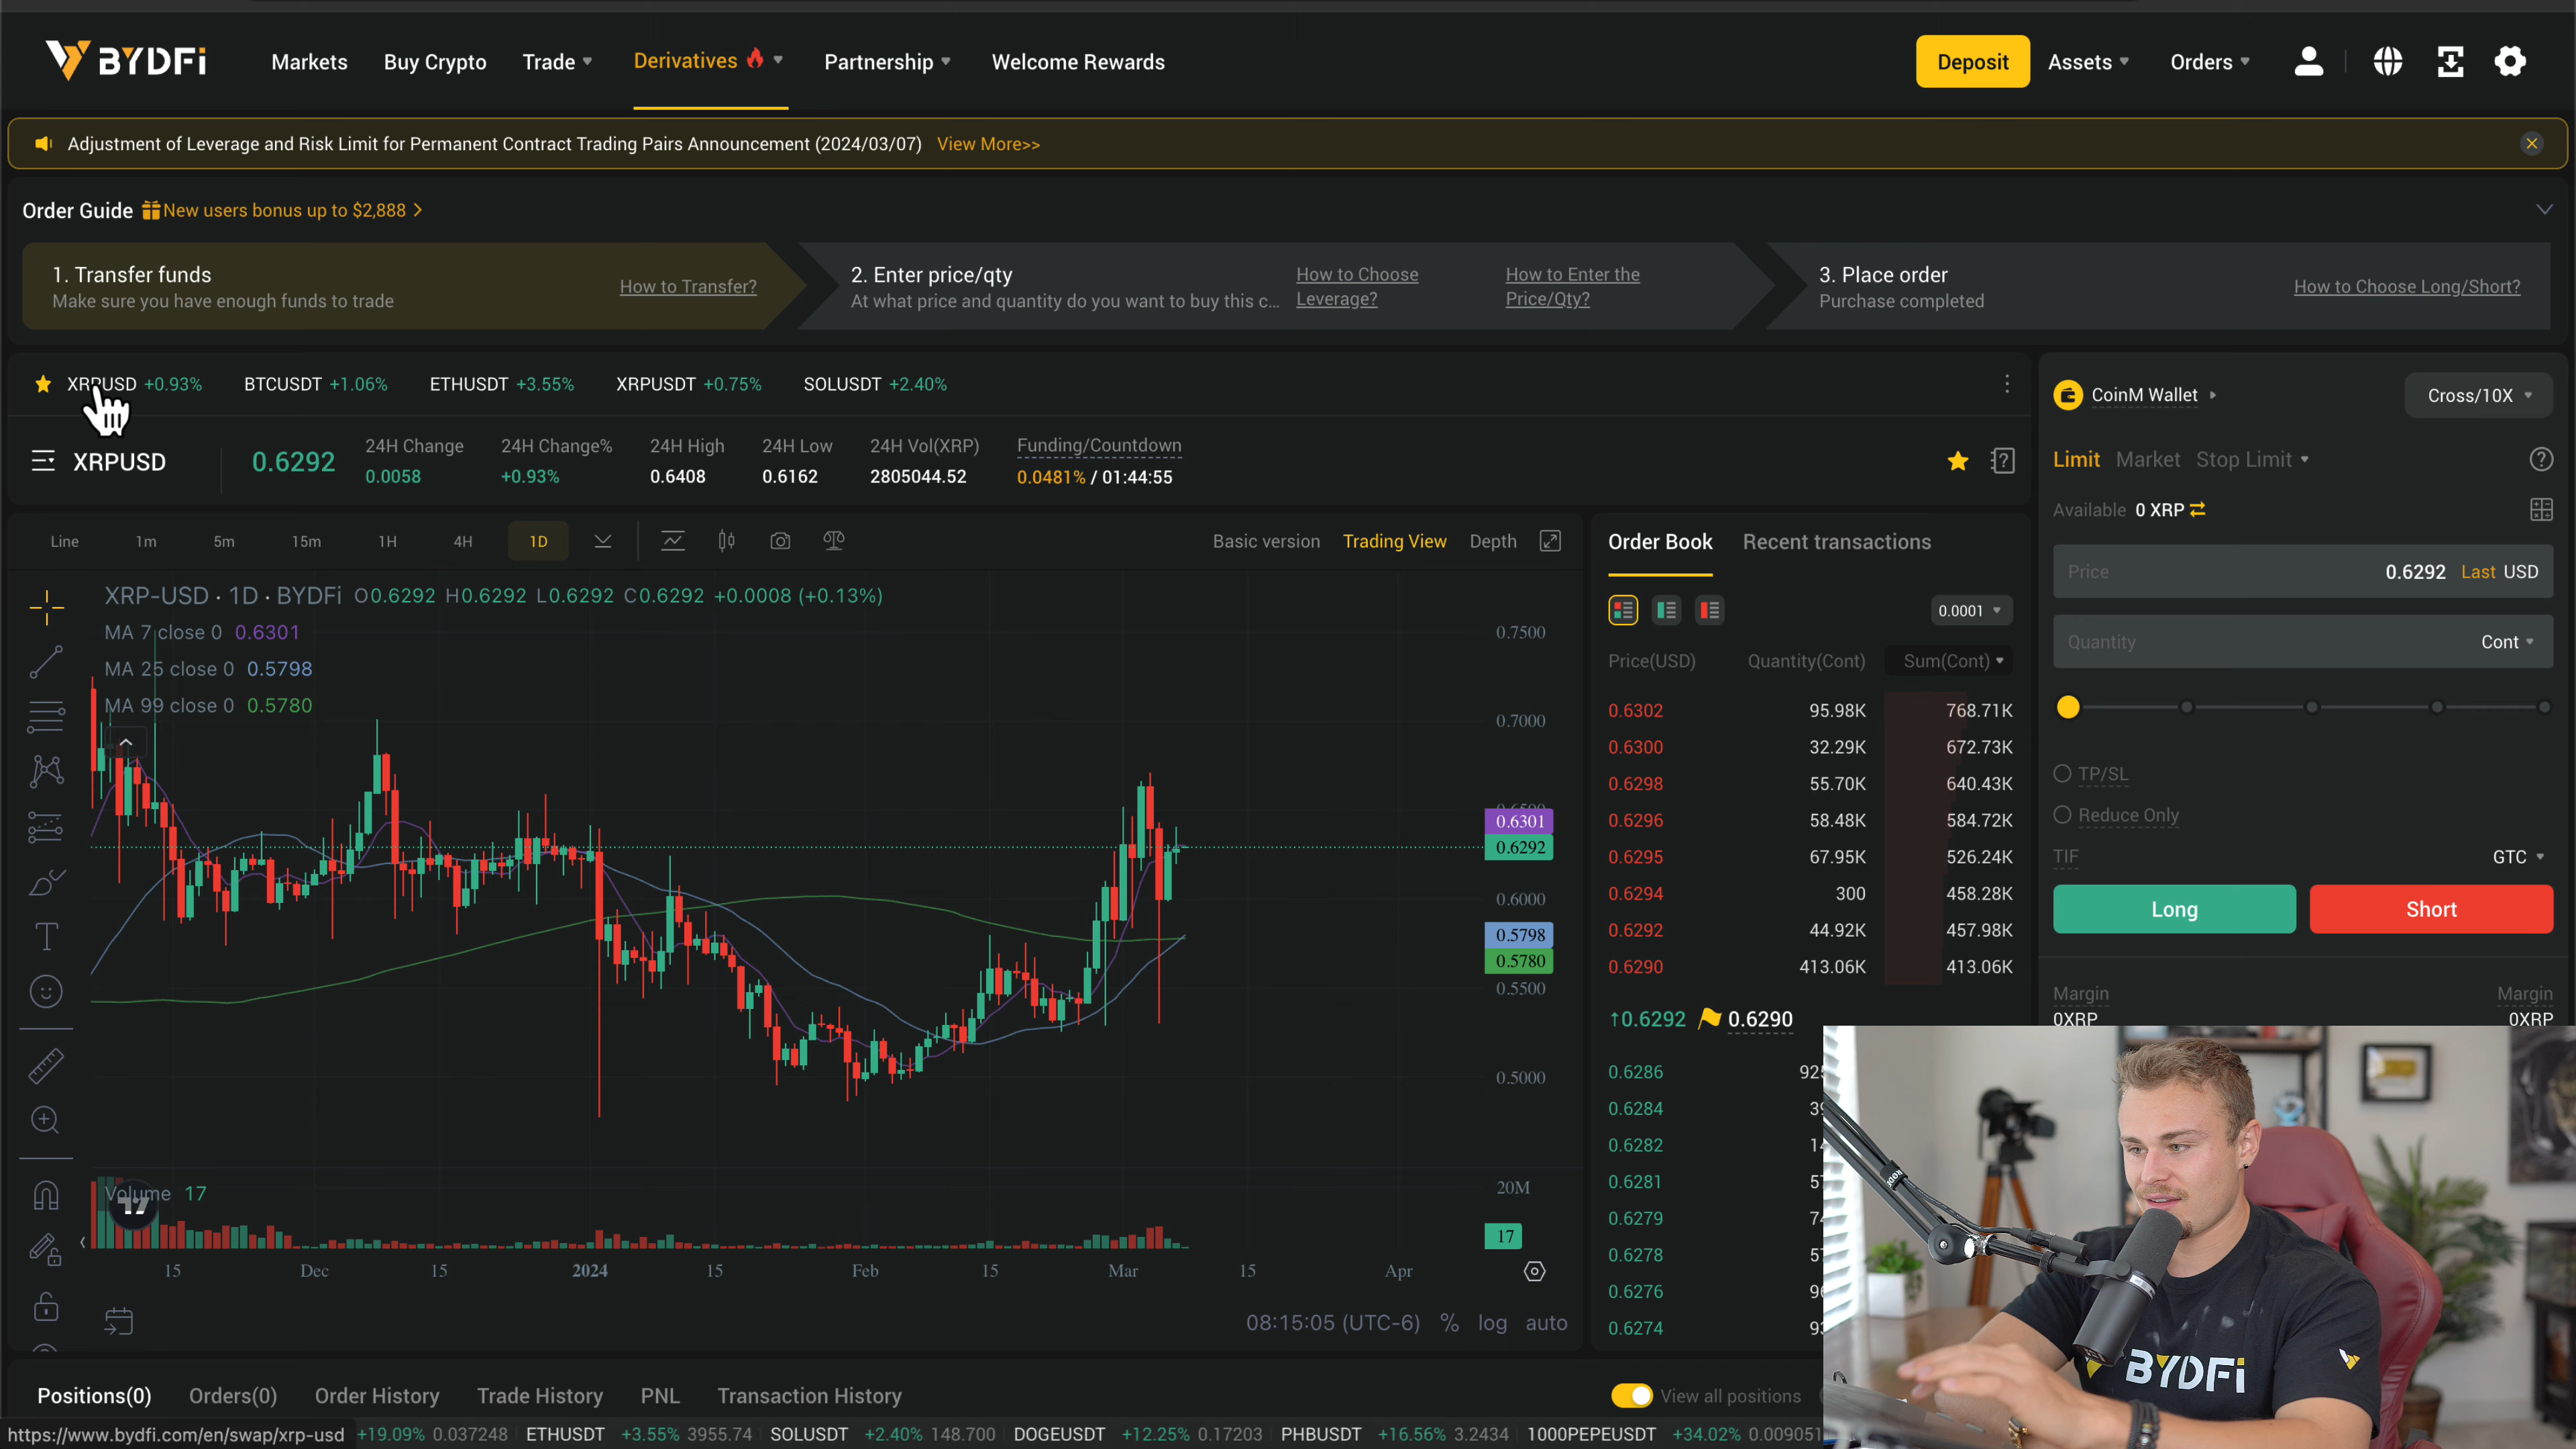 BYDFi Markets Buy Crypto Trade Derivatives Partnership Welcome Rewards Deposit Assets Orders
Adjustment of Leverage and Risk Limit for Permanent Contract Trading Pairs Announcement (2024/03/07) View More>>
Order Guide New users bonus up to $2,888 >
1. Transfer funds
Make sure you have enough funds to trade
How to Transfer?
2. Enter price/qty
At what price and quantity do you want to buy this c...
How to Choose
Leverage?
How to Enter the
Price/Qty?
3. Place order
Purchase completed
How to Choose Long/Short?
XRPUSD +0.93% BTCUSDT +1.06% ETHUSDT +3.55% XRPUSDT +0.75% SOLUSDT +2.40%
XRPUSD 0.6292
24H Change
0.0058
24H Change%
+0.93%
24H High
0.6408
24H Low
0.6162
24H Vol(XRP)
2805044.52
Funding/Countdown
0.0481% / 01:44:55
Line 1m 5m 15m 1H 4H 1D Basic version Trading View Depth
XRP-USD · 1D · BYDFi O0.6292 H0.6292 L0.6292 C0.6292 +0.0008 (+0.13%)
MA 7 close 0 0.6301
MA 25 close 0 0.5798
MA 99 close 0 0.5780
0.7500
0.7000
0.6301
0.6292
0.6000
0.5798
0.5780
0.5500
0.5000
Volume 17
20M
17
15 Dec 15 2024 15 Feb 15 Mar 15 Apr
08:15:05 (UTC-6) % log auto
Order Book Recent transactions
0.0001
Price(USD) Quantity(Cont) Sum(Cont)
0.6302 95.98K 768.71K
0.6300 32.29K 672.73K
0.6298 55.70K 640.43K
0.6296 58.48K 584.72K
0.6295 67.95K 526.24K
0.6294 300 458.28K
0.6292 44.92K 457.98K
0.6290 413.06K 413.06K
↑0.6292 0.6290
0.6286
0.6284
0.6282
0.6281
0.6279
0.6278
0.6276
0.6274
CoinM Wallet Cross/10X
Limit Market Stop Limit
Available 0 XRP
Price 0.6292 Last USD
Quantity Cont
TP/SL
Reduce Only
TIF GTC
Long Short
Margin Margin
0XRP 0XRP
BYDFi
Positions(0) Orders(0) Order History Trade History PNL Transaction History View all positions
https://www.bydfi.com/en/swap/xrp-usd +19.09% 0.037248 ETHUSDT +3.55% 3955.74 SOLUSDT +2.40% 148.700 DOGEUSDT +12.25% 0.17203 PHBUSDT +16.56% 3.2434 1000PEPEUSDT +34.02% 0.009051